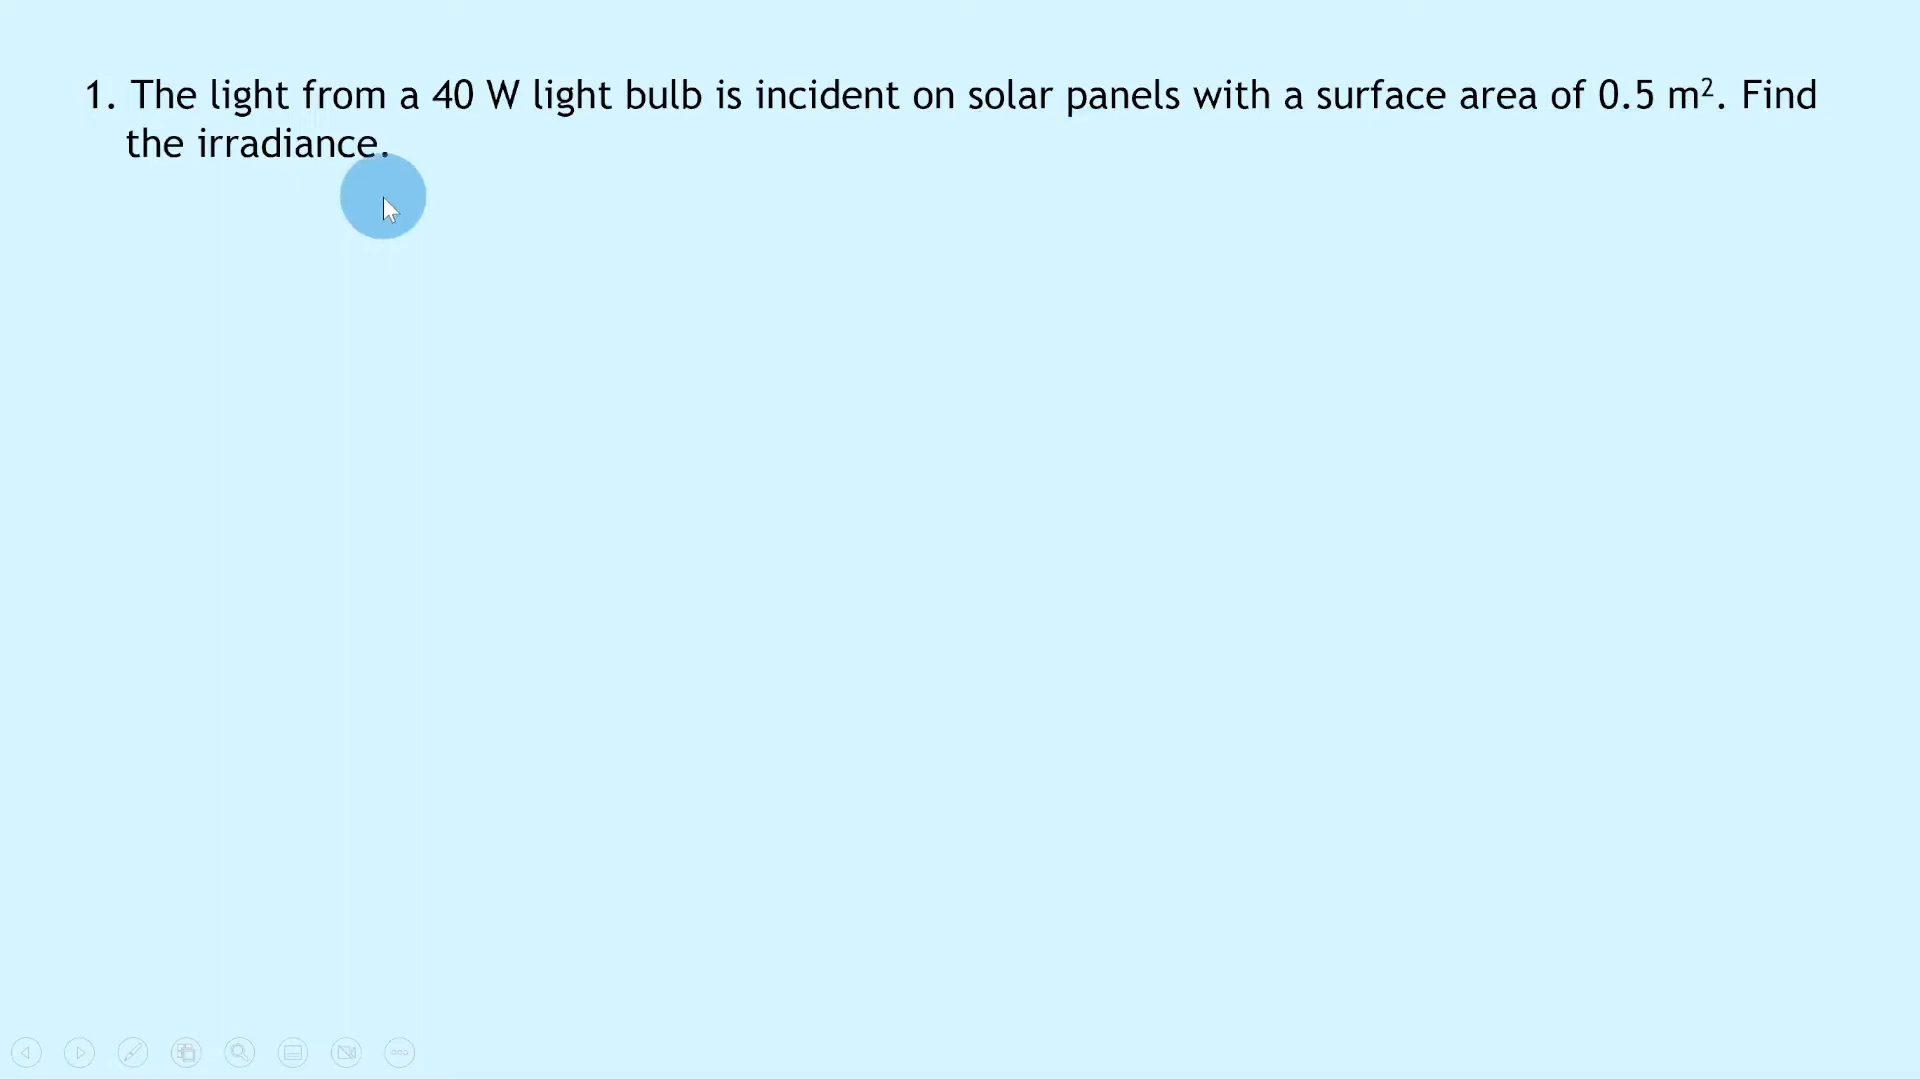 1. The light from a 40 W light bulb is incident on solar panels with a surface area of 0.5 m². Find
the irradiance.